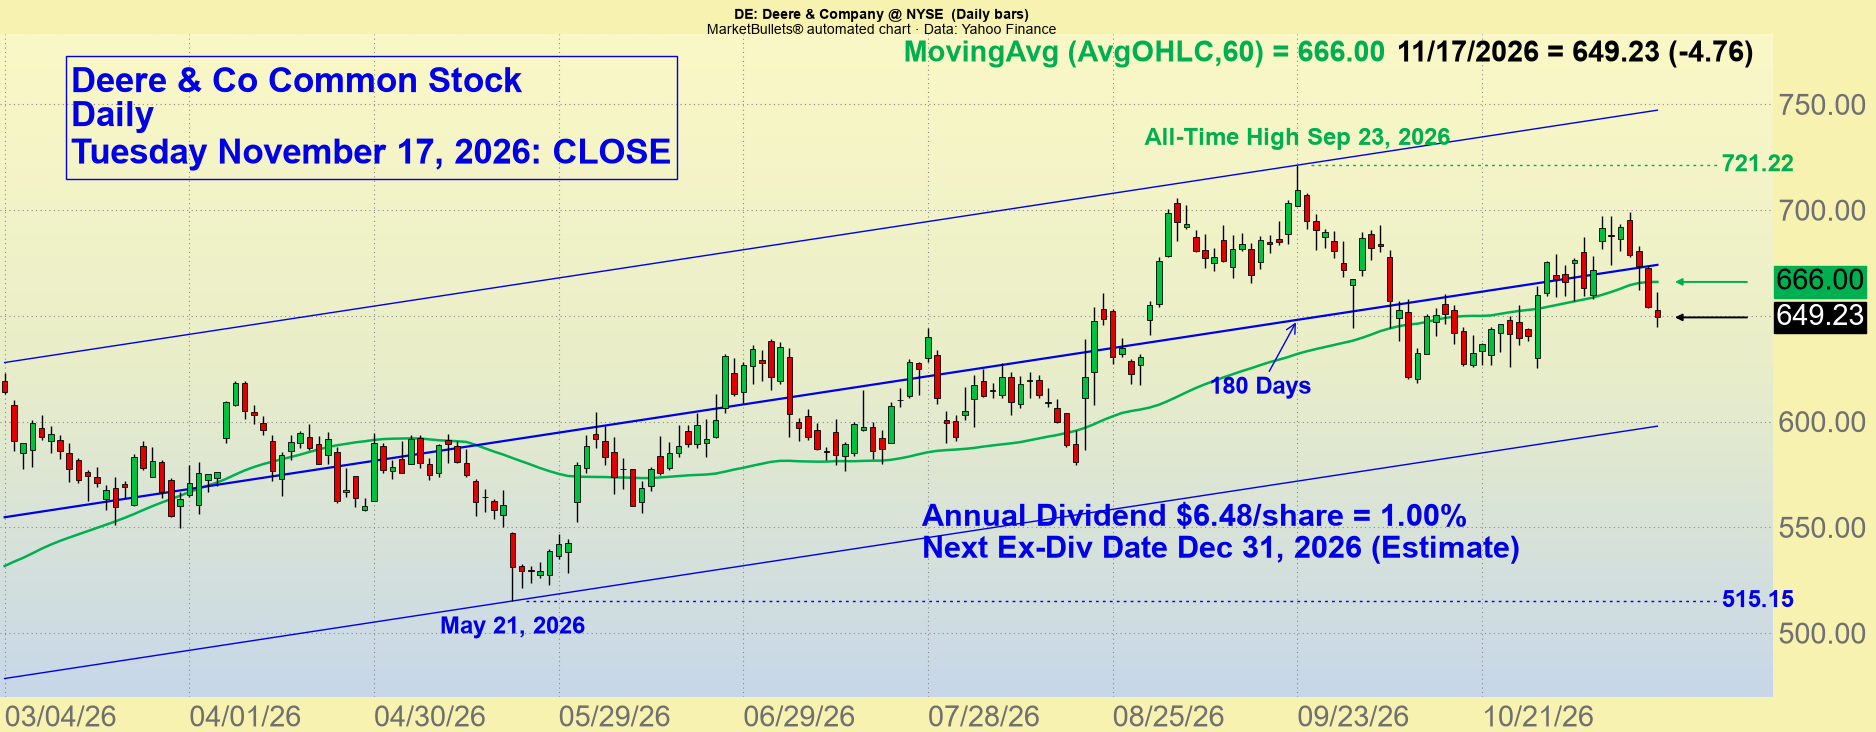 DE: Deere & Company @ NYSE  (Daily bars)
MarketBullets® automated chart · Data: Yahoo Finance
MovingAvg (AvgOHLC,60) = 666.00 11/17/2026 = 649.23 (-4.76)
Deere & Co Common Stock
Daily
Tuesday November 17, 2026: CLOSE
750.00
All-Time High Sep 23, 2026
721.22
700.00
666.00
649.23
180 Days
600.00
Annual Dividend $6.48/share = 1.00%
550.00
Next Ex-Div Date Dec 31, 2026 (Estimate)
515.15
May 21, 2026
500.00
03/04/26 04/01/26 04/30/26 05/29/26 06/29/26 07/28/26 08/25/26 09/23/26 10/21/26